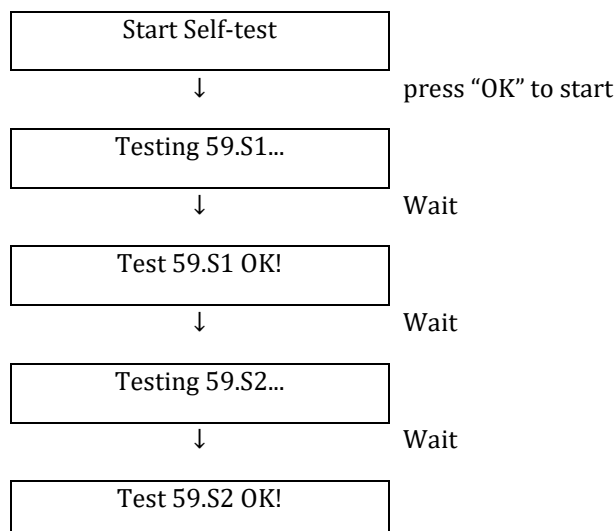 Start Self-test
↓ press “OK” to start
Testing 59.S1...
↓ Wait
Test 59.S1 OK!
↓ Wait
Testing 59.S2...
↓ Wait
Test 59.S2 OK!